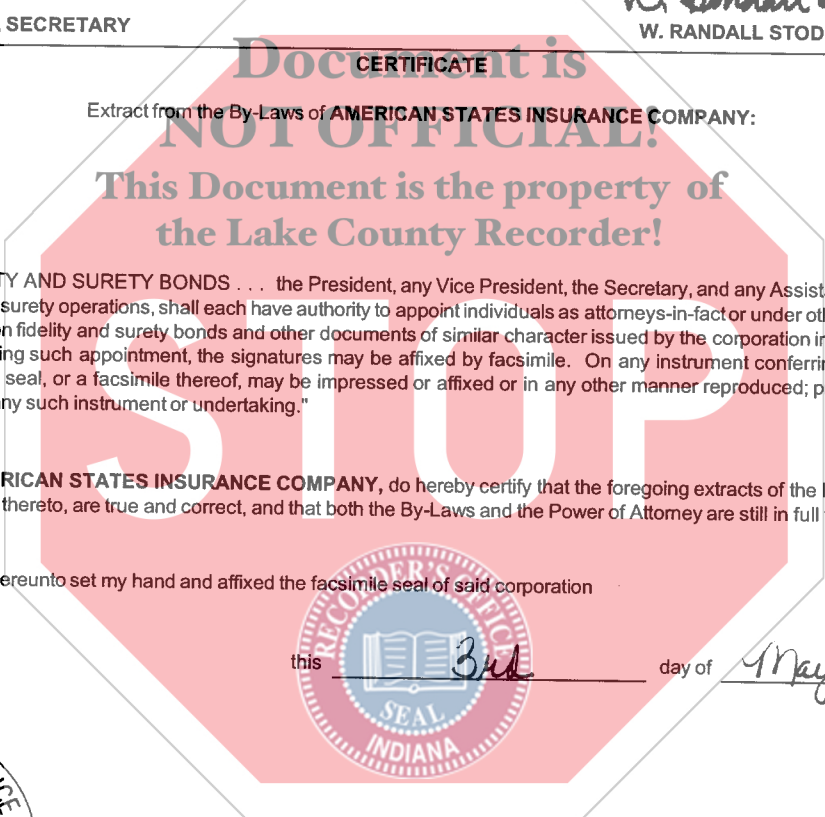 SECRETARY
W. RANDALL STOD
Document is
CERTIFICATE
Extract from the By-Laws of AMERICAN STATES INSURANCE COMPANY:
NOT OFFICIAL!
This Document is the property of
the Lake County Recorder!
TY AND SURETY BONDS . . . the President, any Vice President, the Secretary, and any Assist
surety operations, shall each have authority to appoint individuals as attorneys-in-fact or under oth
n fidelity and surety bonds and other documents of similar character issued by the corporation in
ing such appointment, the signatures may be affixed by facsimile. On any instrument conferrin
seal, or a facsimile thereof, may be impressed or affixed or in any other manner reproduced; p
ny such instrument or undertaking."
STOP
RICAN STATES INSURANCE COMPANY, do hereby certify that the foregoing extracts of the
thereto, are true and correct, and that both the By-Laws and the Power of Attorney are still in full
ereunto set my hand and affixed the facsimile seal of said corporation
RECORDER'S OFFICE
this 3rd day of May
SEAL
INDIANA
ICE